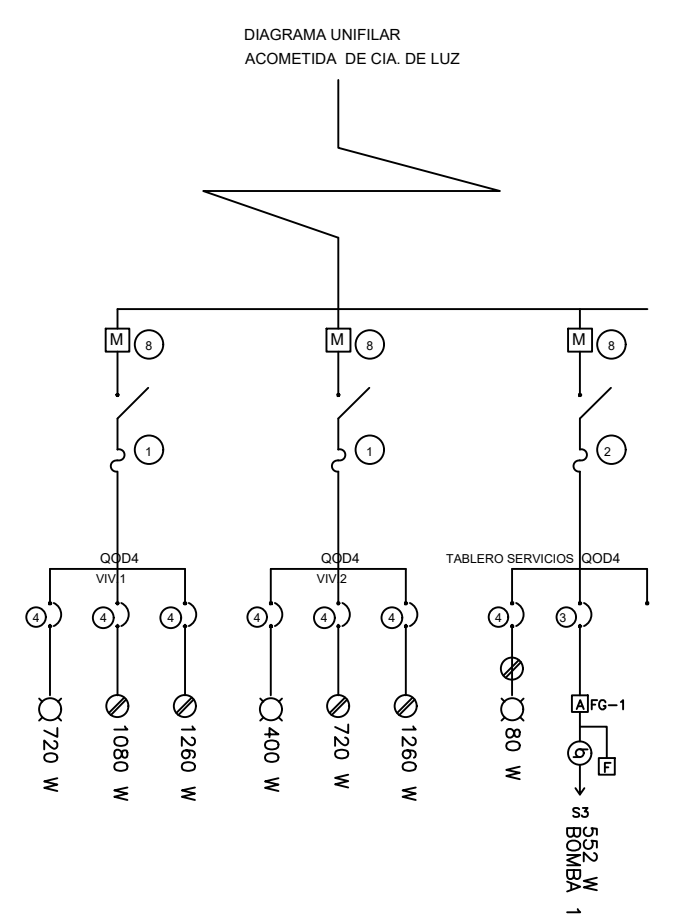 DIAGRAMA UNIFILAR
ACOMETIDA DE CIA. DE LUZ
M 8
M 8
M 8
1
1
2
QOD4
VIV.1
QOD4
VIV.2
TABLERO SERVICIOS QOD4
4
4
4
4
4
4
4
3
720 W
1080 W
1260 W
400 W
720 W
1260 W
80 W
A FG-1
F
S3
552 W
BOMBA 1